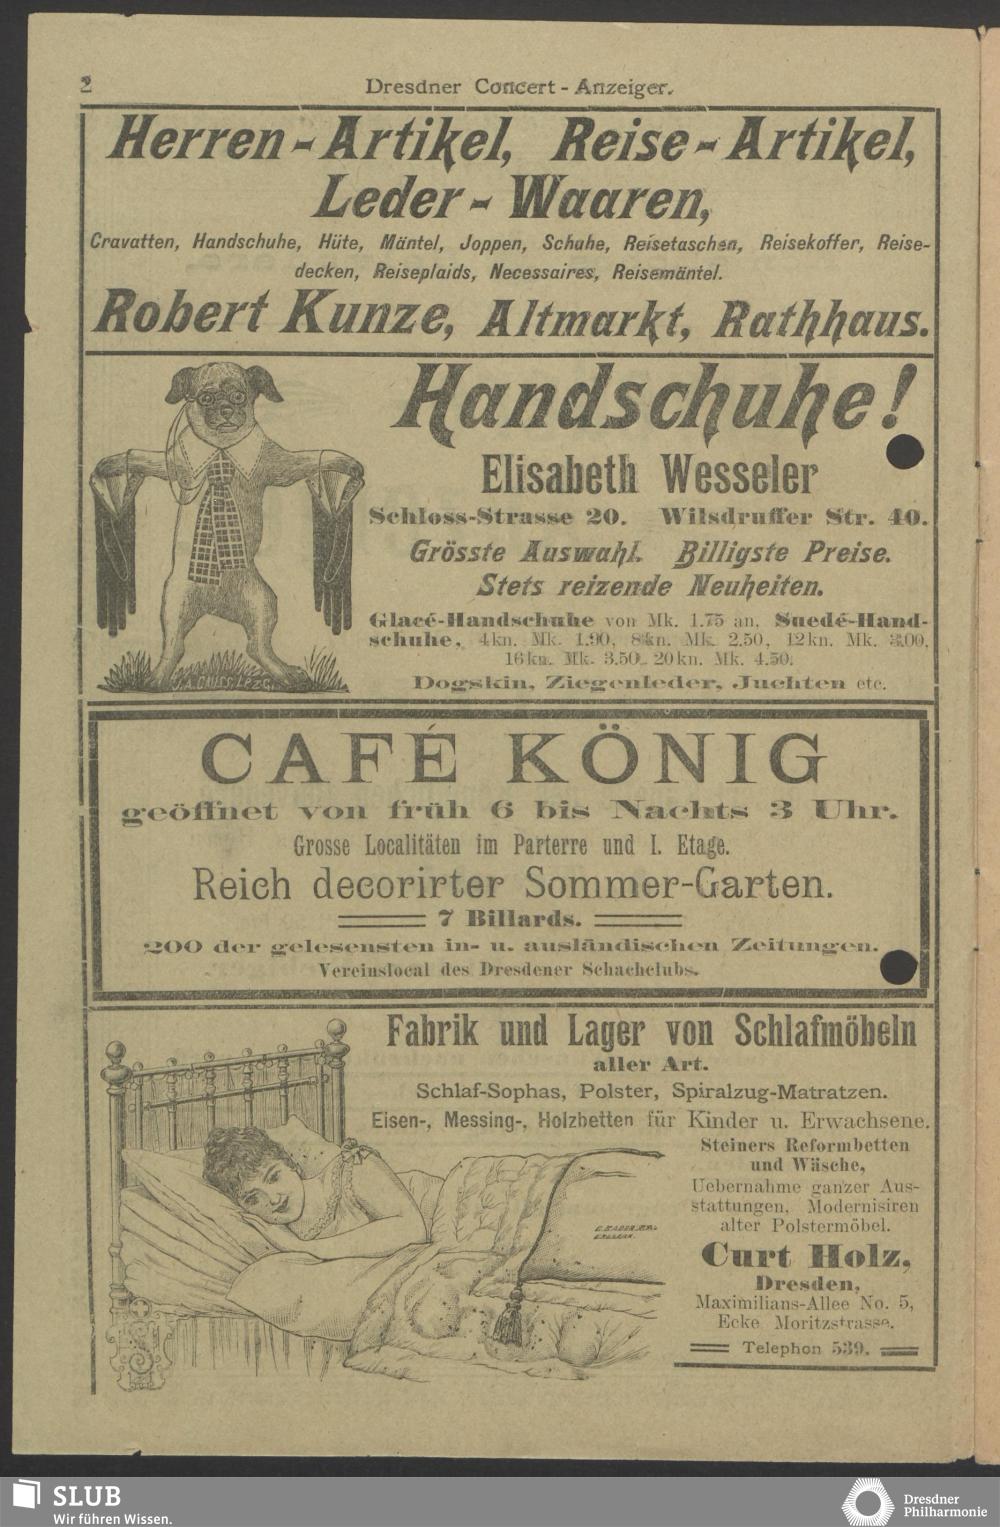 2
Dresdner Concert-Anzeiger.
Herren-Artikel, Reise-Artikel,
Leder-Waaren,
Cravatten, Handschuhe, Hüte, Mäntel, Joppen, Schuhe, Reisetaschen, Reisekoffer, Reise-
decken, Reiseplaids, Necessaires, Reisemäntel.
Robert Kunze, Altmarkt, Rathhaus.
Handschuhe!
Elisabeth Wesseler
Schloss-Strasse 20. Wilsdruffer Str. 40.
Grösste Auswahl. Billigste Preise.
Stets reizende Neuheiten.
Glacé-Handschuhe von Mk. 1.75 an, Suedé-Hand-
schuhe, 4kn. Mk. 1.90, 8kn. Mk. 2.50, 12kn. Mk. 3.00,
16kn. Mk. 3.50. 20kn. Mk. 4.50.
Dogskin, Ziegenleder, Juchten etc.
CAFÉ KÖNIG
geöffnet von früh 6 bis Nachts 3 Uhr.
Grosse Localitäten im Parterre und I. Etage.
Reich decorirter Sommer-Garten.
7 Billards.
200 der gelesensten in- u. ausländischen Zeitungen.
Vereinslocal des Dresdener Schachclubs.
Fabrik und Lager von Schlafmöbeln
aller Art.
Schlaf-Sophas, Polster, Spiralzug-Matratzen.
Eisen-, Messing-, Holzbetten für Kinder u. Erwachsene.
Steiners Reformbetten
und Wäsche,
Uebernahme ganzer Aus-
stattungen, Modernisiren
alter Polstermöbel.
Curt Holz,
Dresden,
Maximilians-Allee No. 5,
Ecke Moritzstrasse.
Telephon 539.
SLUB
Wir führen Wissen.
Dresdner
Philharmonie